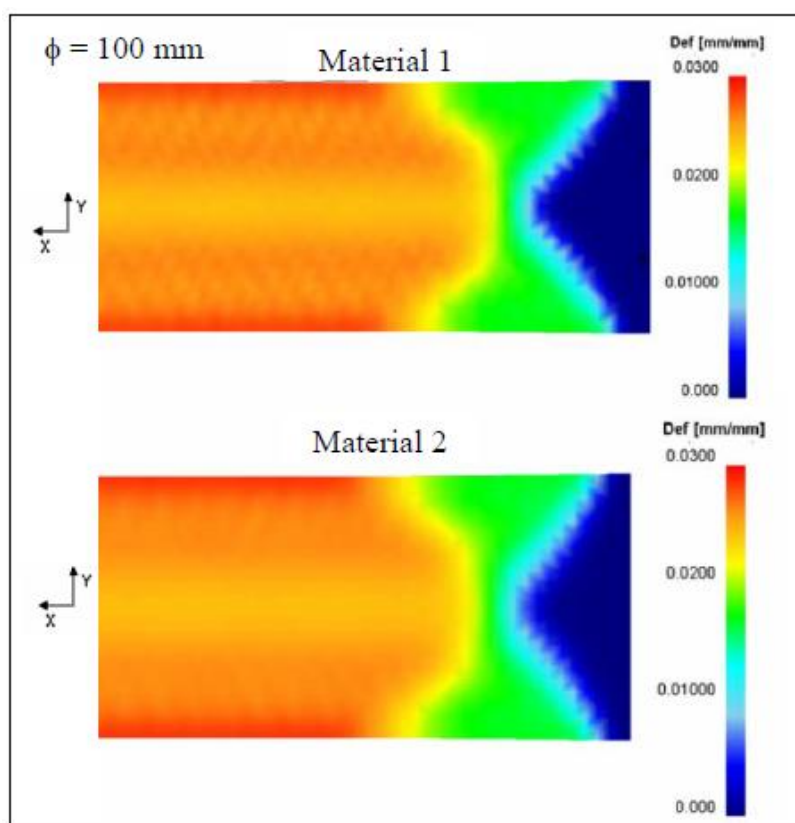 ϕ = 100 mm
Material 1
Def [mm/mm]
0.0300
0.0200
0.01000
0.000
Y
X
Material 2
Def [mm/mm]
0.0300
0.0200
0.01000
0.000
Y
X